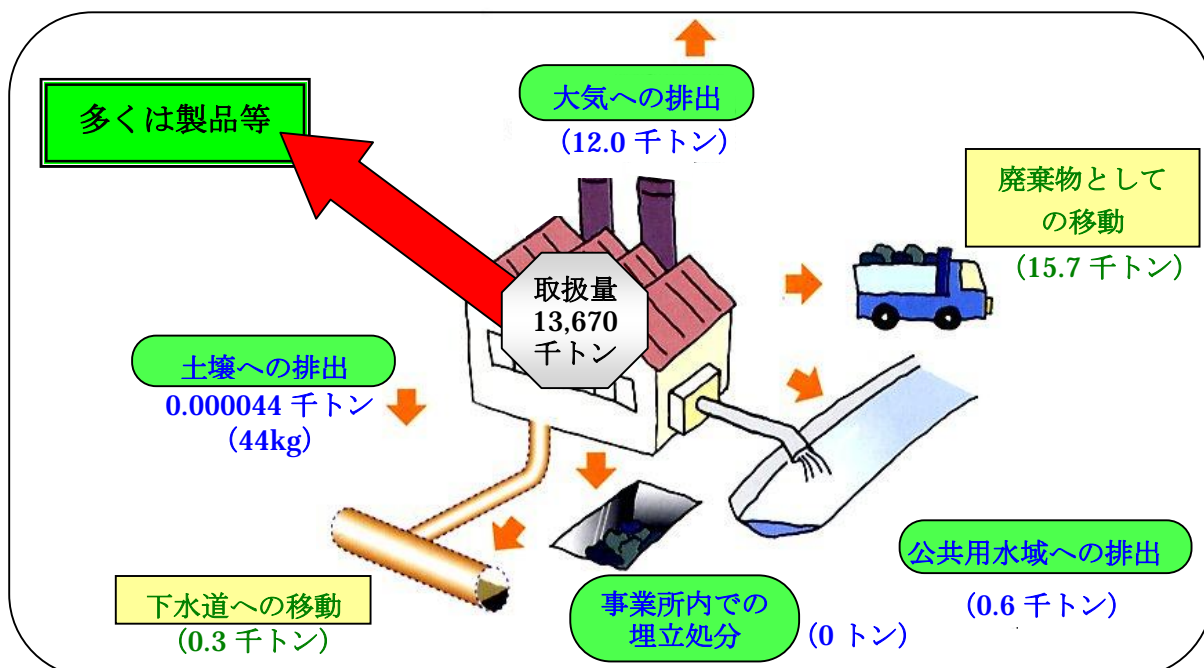 多くは製品等
大気への排出
(12.0 千トン)
廃棄物として
の移動
(15.7 千トン)
取扱量
13,670
千トン
土壌への排出
0.000044 千トン
(44kg)
公共用水域への排出
(0.6 千トン)
下水道への移動
(0.3 千トン)
事業所内での
埋立処分
(0 トン)